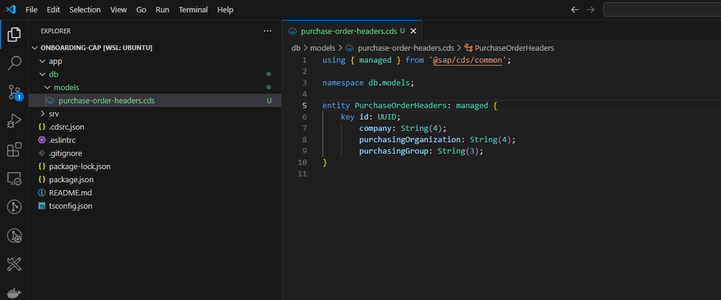 File Edit Selection View Go Run Terminal Help
EXPLORER
ONBOARDING-CAP [WSL: UBUNTU]
app
db
models
purchase-order-headers.cds U
srv
.cdsrc.json
.eslintrc
.gitignore
package-lock.json
package.json
README.md
tsconfig.json
1
purchase-order-headers.cds U
db > models > purchase-order-headers.cds > PurchaseOrderHeaders
1 using { managed } from '@sap/cds/common';
2
3 namespace db.models;
4
5 entity PurchaseOrderHeaders: managed {
6 key id: UUID;
7 company: String(4);
8 purchasingOrganization: String(4);
9 purchasingGroup: String(3);
10 }
11